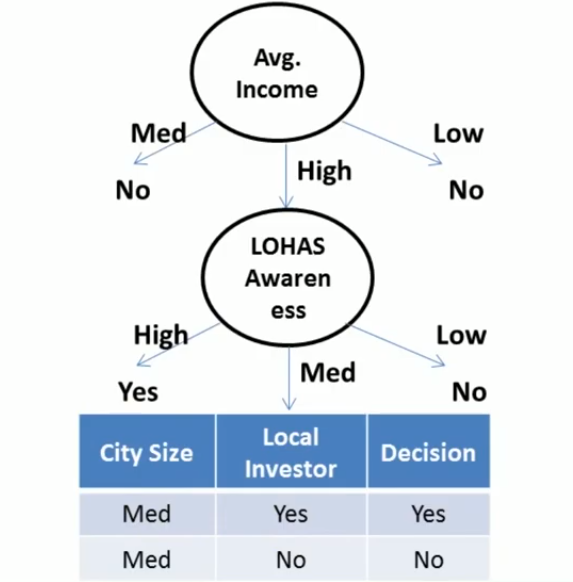 Avg.
Income
Med
Low
High
No
No
LOHAS
Awaren
ess
High
Low
Med
Yes
No
City Size Local Investor Decision
Med Yes Yes
Med No No